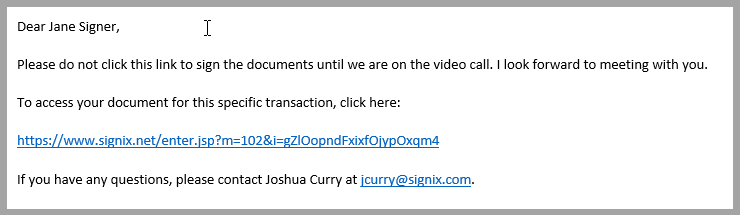 Dear Jane Signer,
Please do not click this link to sign the documents until we are on the video call. I look forward to meeting with you.
To access your document for this specific transaction, click here:
https://www.signix.net/enter.jsp?m=102&i=gZlOopndFxixfOjypOxqm4
If you have any questions, please contact Joshua Curry at jcurry@signix.com.